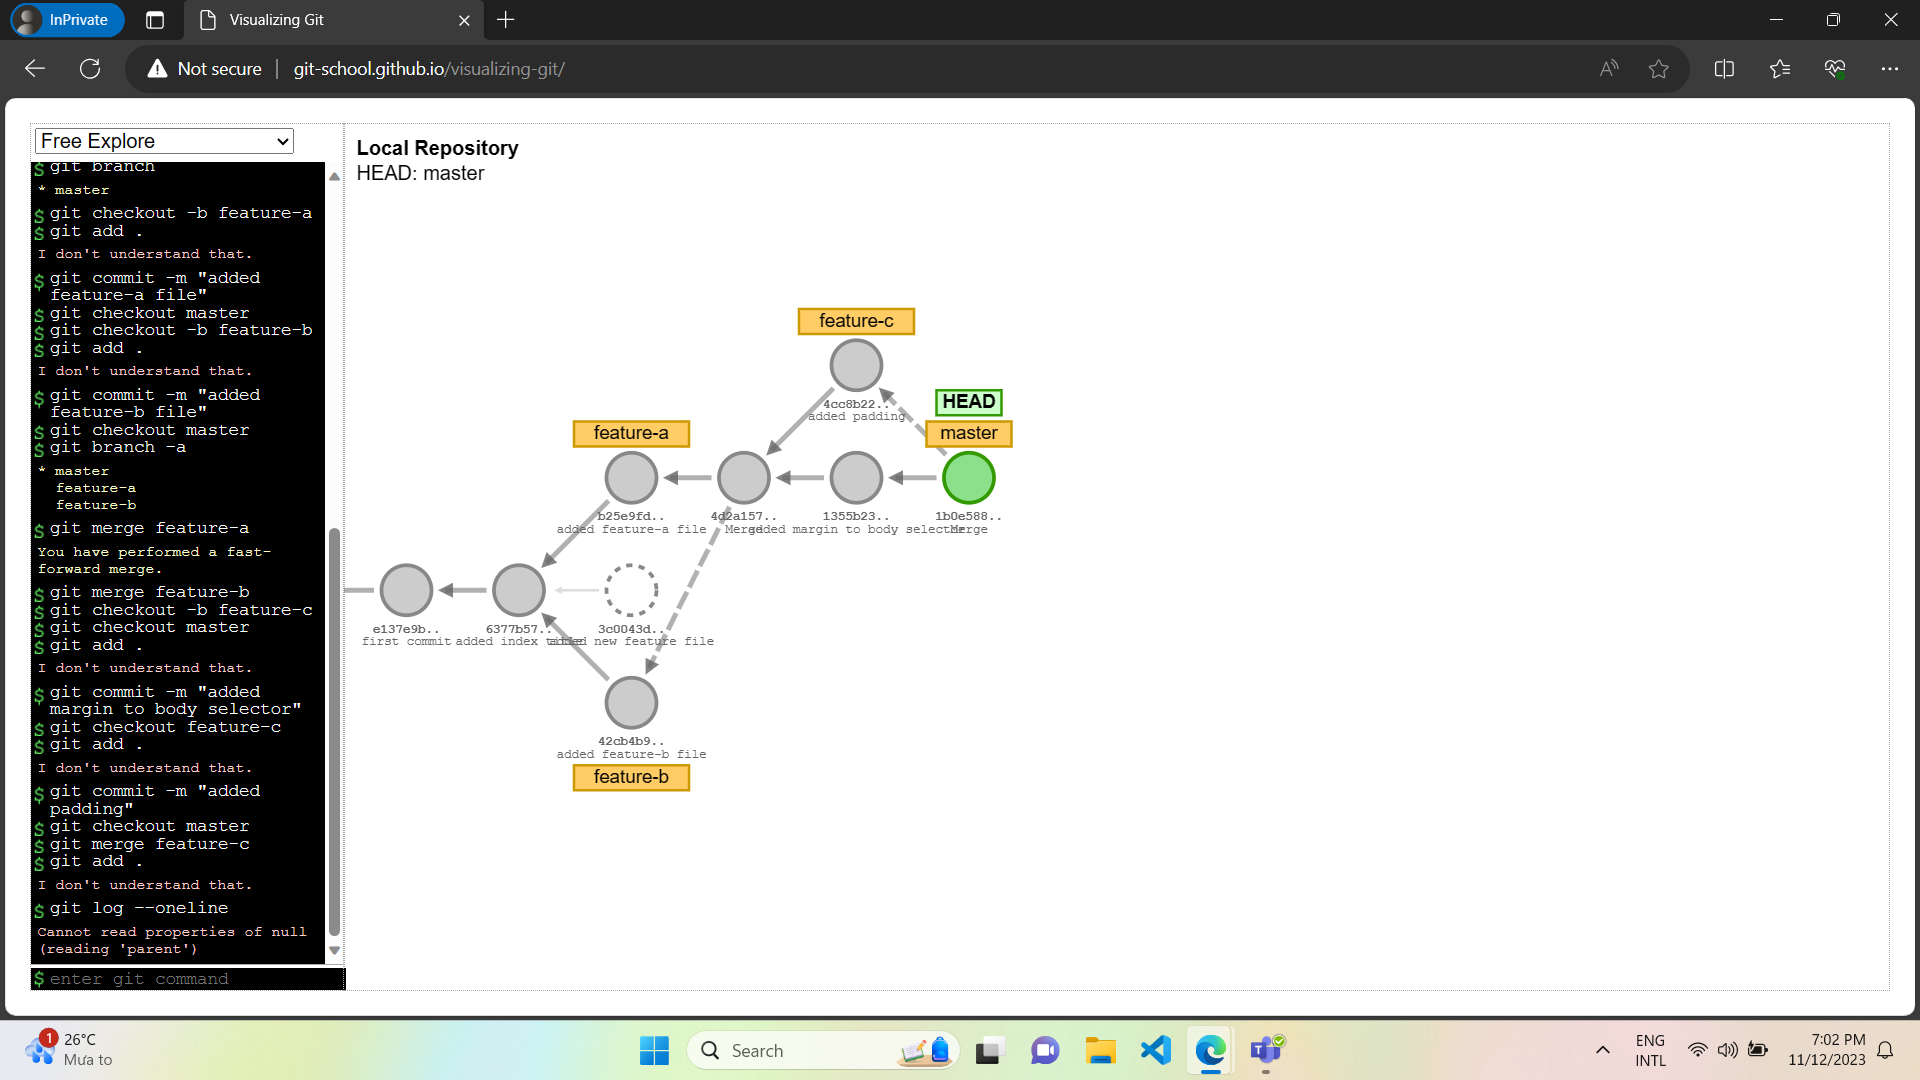 InPrivate
Visualizing Git
Not secure
git-school.github.io/visualizing-git/
Free Explore
$ git branch
* master
$ git checkout -b feature-a
$ git add .
I don't understand that.
$ git commit -m "added
feature-a file"
$ git checkout master
$ git checkout -b feature-b
$ git add .
I don't understand that.
$ git commit -m "added
feature-b file"
$ git checkout master
$ git branch -a
* master
feature-a
feature-b
$ git merge feature-a
You have performed a fast-
forward merge.
$ git merge feature-b
$ git checkout -b feature-c
$ git checkout master
$ git add .
I don't understand that.
$ git commit -m "added
margin to body selector"
$ git checkout feature-c
$ git add .
I don't understand that.
$ git commit -m "added
padding"
$ git checkout master
$ git merge feature-c
$ git add .
I don't understand that.
$ git log --oneline
Cannot read properties of null
(reading 'parent')
$ enter git command
Local Repository
HEAD: master
feature-c
4cc8b22..
added padding
HEAD
master
feature-a
b25e9fd..
added feature-a file
4d2a157..
Merge
1355b23..
added margin to body selector
1b0e588..
Merge
e137e9b..
first commit
6377b57..
added index
3c0043d..
added new feature file
42cb4b9..
added feature-b file
feature-b
1
26°C
Mưa to
Search
ENG
INTL
7:02 PM
11/12/2023